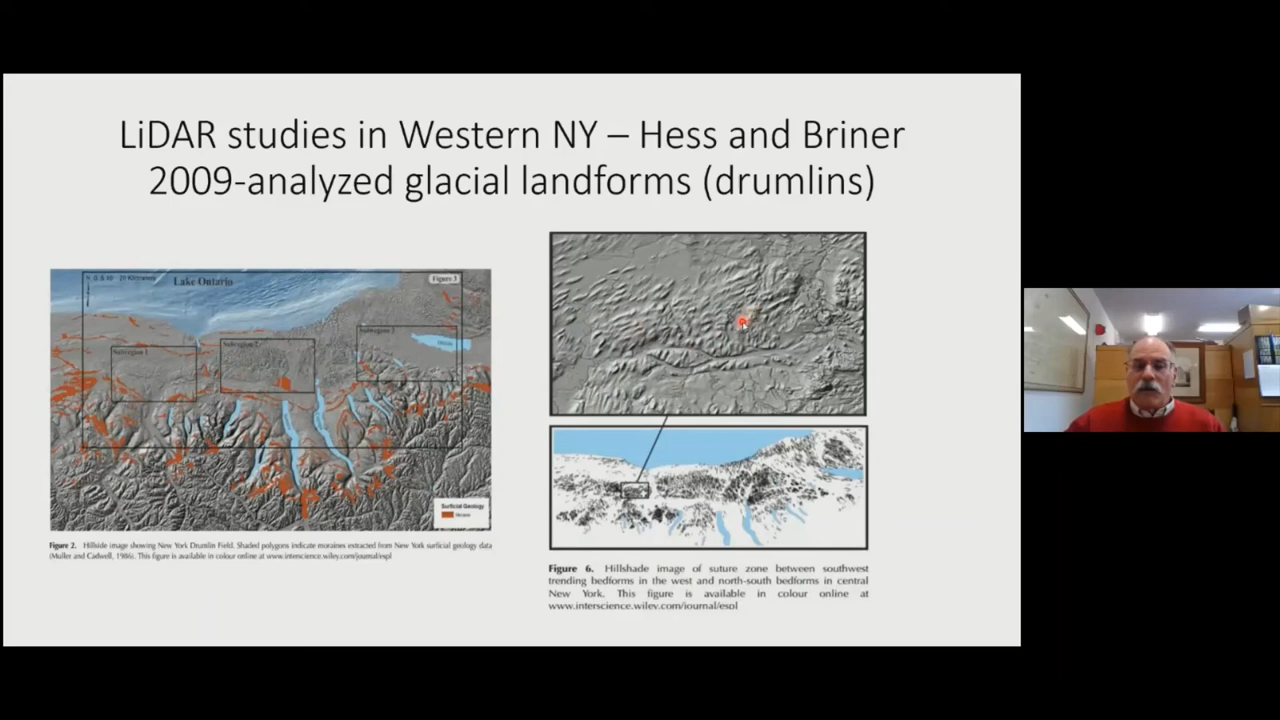 LiDAR studies in Western NY – Hess and Briner
2009-analyzed glacial landforms (drumlins)
Lake Ontario
Figure 3
Subregion 1
Subregion 2
Surficial Geology
Moraine
Figure 2. Hillside image showing New York Drumlin Field. Shaded polygons indicate moraines extracted from New York surficial geology data
(Muller and Cadwell, 1986). This figure is available in colour online at www.interscience.wiley.com/journal/espl
Figure 6. Hillshade image of suture zone between southwest
trending bedforms in the west and north-south bedforms in central
New York. This figure is available in colour online at
www.interscience.wiley.com/journal/espl